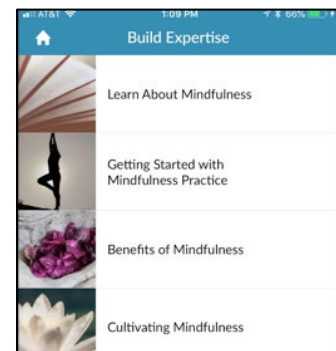 AT&T 1:09 PM 66%
Build Expertise
Learn About Mindfulness
Getting Started with
Mindfulness Practice
Benefits of Mindfulness
Cultivating Mindfulness